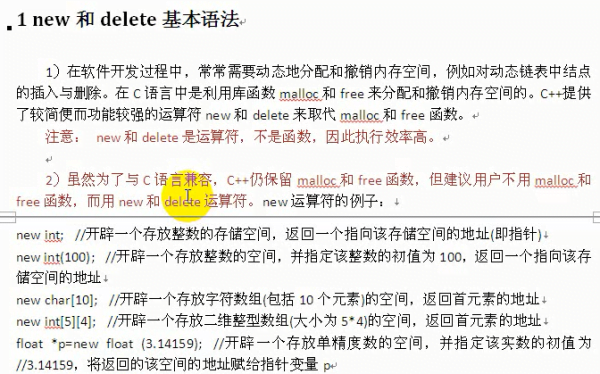 1 new 和 delete 基本语法
1）在软件开发过程中，常常需要动态地分配和撤销内存空间，例如对动态链表中结点
的插入与删除。在 C 语言中是利用库函数 malloc 和 free 来分配和撤销内存空间的。C++提供
了较简便而功能较强的运算符 new 和 delete 来取代 malloc 和 free 函数。
注意： new 和 delete 是运算符，不是函数，因此执行效率高。
2）虽然为了与 C 语言兼容，C++仍保留 malloc 和 free 函数，但建议用户不用 malloc 和
free 函数，而用 new 和 delete 运算符。new 运算符的例子：
new int; //开辟一个存放整数的存储空间，返回一个指向该存储空间的地址(即指针)
new int(100); //开辟一个存放整数的空间，并指定该整数的初值为 100，返回一个指向该存
储空间的地址
new char[10]; //开辟一个存放字符数组(包括 10 个元素)的空间，返回首元素的地址
new int[5][4]; //开辟一个存放二维整型数组(大小为 5*4)的空间，返回首元素的地址
float *p=new float (3.14159); //开辟一个存放单精度数的空间，并指定该实数的初值为
//3.14159，将返回的该空间的地址赋给指针变量 p